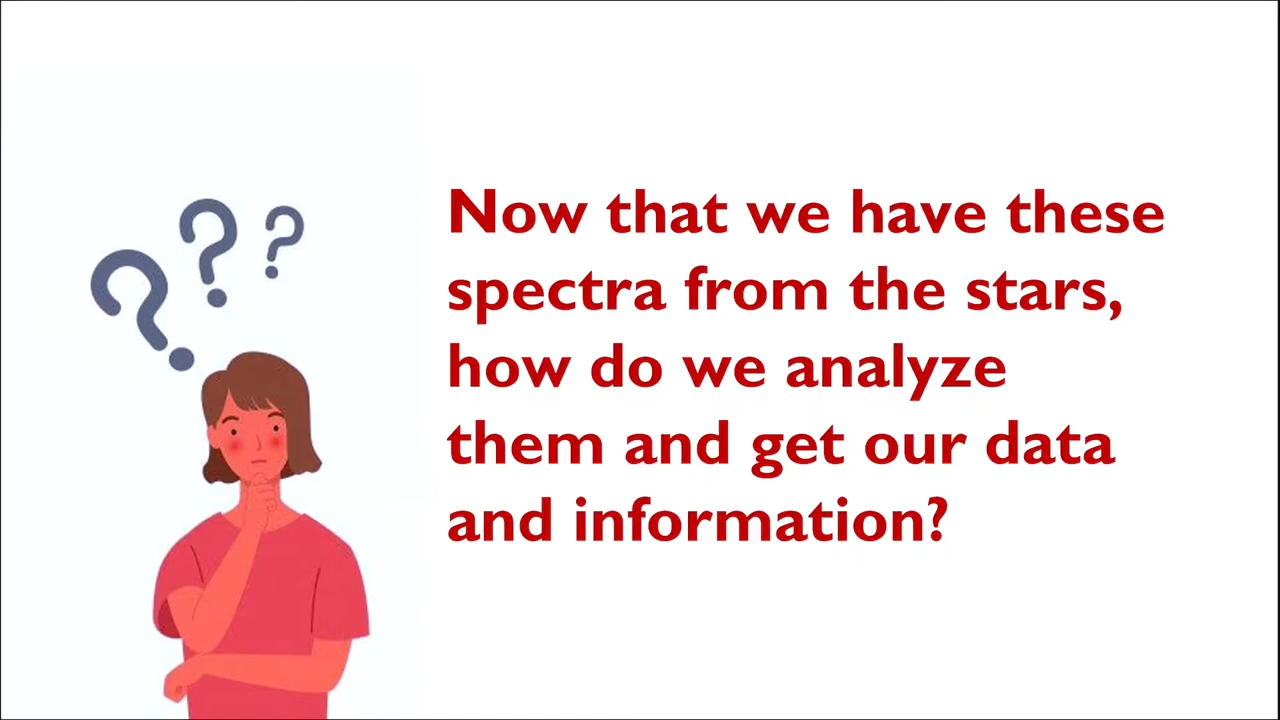 Now that we have these
spectra from the stars,
how do we analyze
them and get our data
and information?